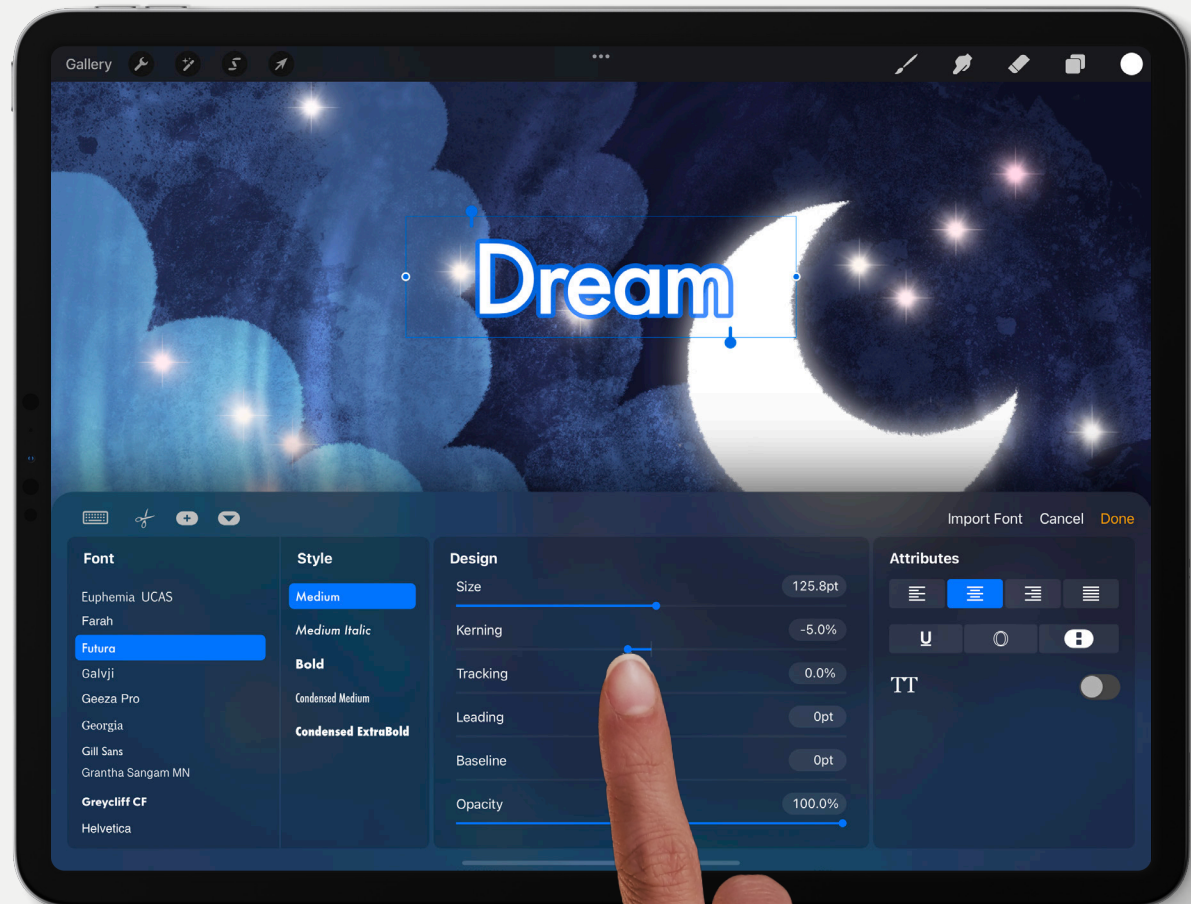 Gallery
Dream
Import Font Cancel Done
Font
Euphemia UCAS
Farah
Futura
Galvji
Geeza Pro
Georgia
Gill Sans
Grantha Sangam MN
Greycliff CF
Helvetica
Style
Medium
Medium Italic
Bold
Condensed Medium
Condensed ExtraBold
Design
Size 125.8pt
Kerning -5.0%
Tracking 0.0%
Leading 0pt
Baseline 0pt
Opacity 100.0%
Attributes
U O
TT